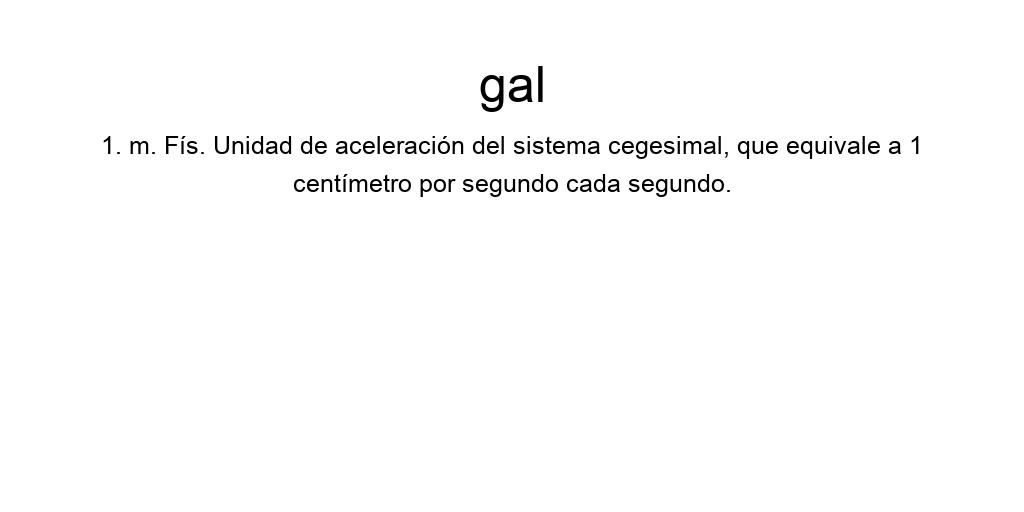 gal
1. m. Fís. Unidad de aceleración del sistema cegesimal, que equivale a 1
centímetro por segundo cada segundo.